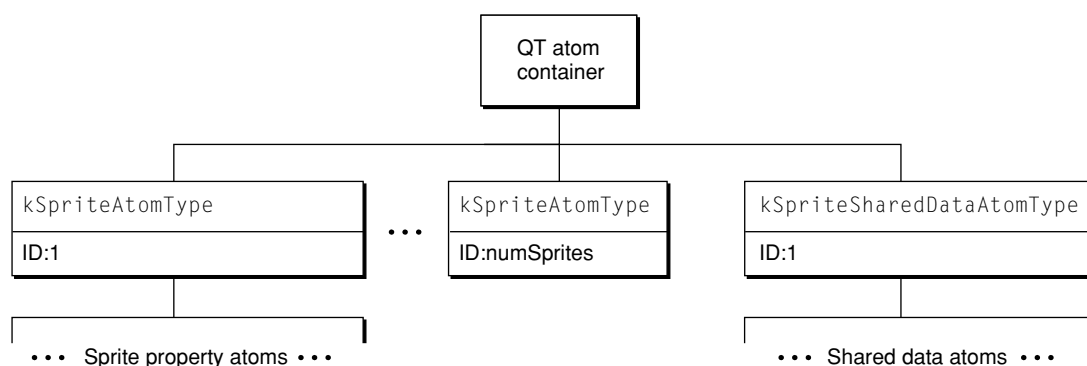 QT atom
container
kSpriteAtomType
ID:1
•••
kSpriteAtomType
ID:numSprites
kSpriteSharedDataAtomType
ID:1
••• Sprite property atoms •••
••• Shared data atoms •••